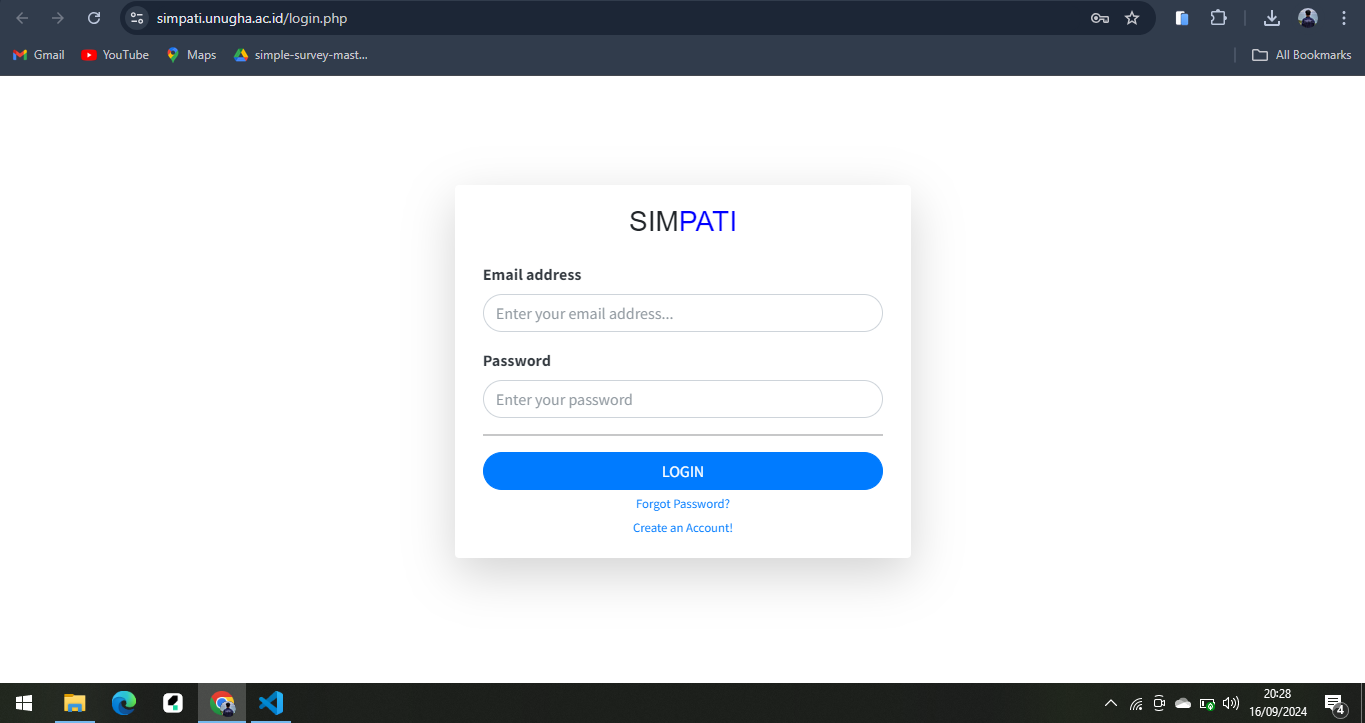 simpati.unugha.ac.id/login.php
Gmail YouTube Maps simple-survey-mast... All Bookmarks
SIMPATI
Email address
Enter your email address...
Password
Enter your password
LOGIN
Forgot Password?
Create an Account!
20:28
16/09/2024
4